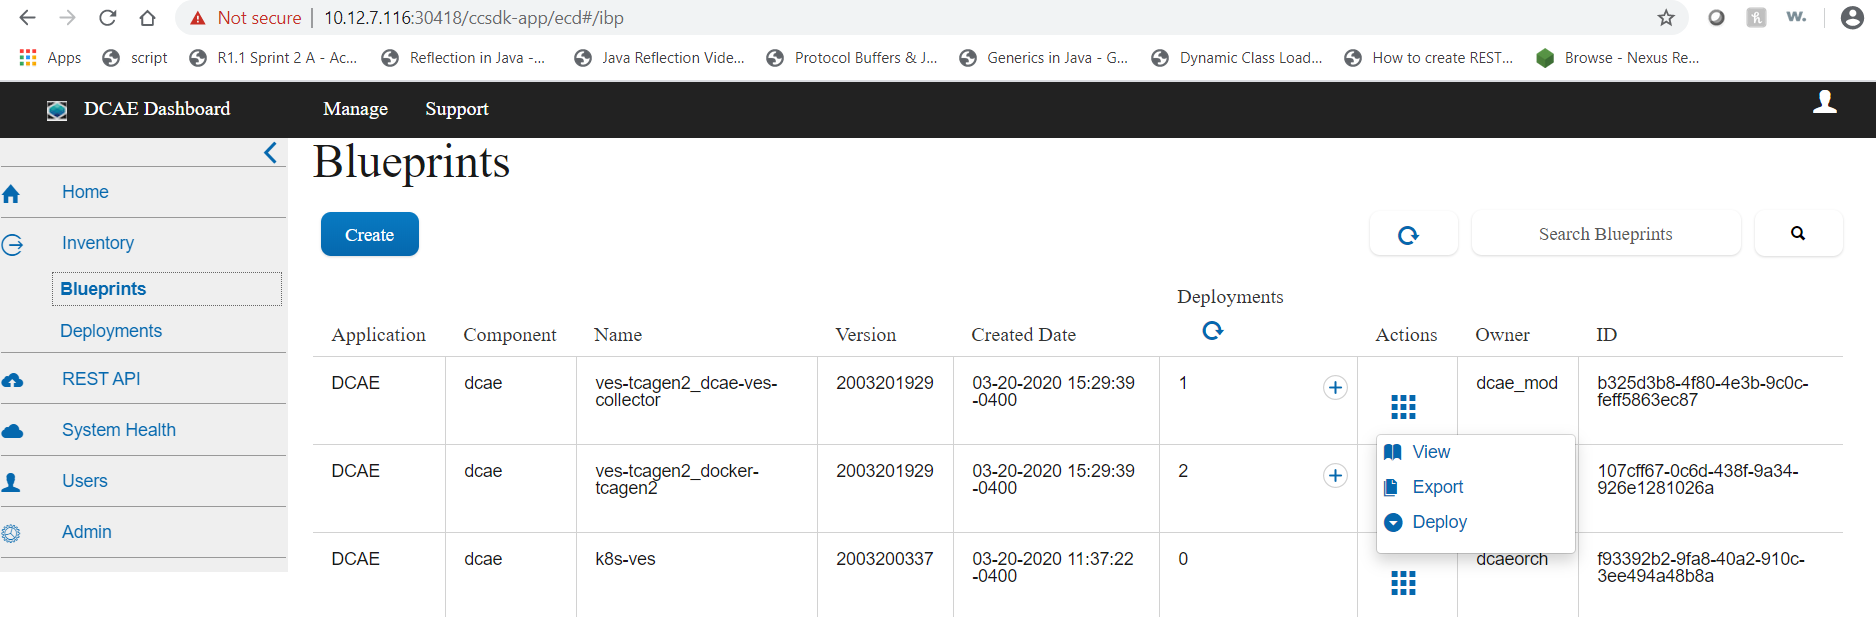 Not secure | 10.12.7.116:30418/ccsdk-app/ecd#/ibp
Apps script R1.1 Sprint 2 A - Ac... Reflection in Java -... Java Reflection Vide... Protocol Buffers & J... Generics in Java - G... Dynamic Class Load... How to create REST... Browse - Nexus Re...
DCAE Dashboard Manage Support
Home
Inventory
Blueprints
Deployments
REST API
System Health
Users
Admin
Blueprints
Create Search Blueprints
Deployments
Application Component Name Version Created Date Actions Owner ID
DCAE dcae ves-tcagen2_dcae-ves- 2003201929 03-20-2020 15:29:39 1 dcae_mod b325d3b8-4f80-4e3b-9c0c-
collector -0400 feff5863ec87
DCAE dcae ves-tcagen2_docker- 2003201929 03-20-2020 15:29:39 2 107cff67-0c6d-438f-9a34-
tcagen2 -0400 926e1281026a
View
Export
Deploy
DCAE dcae k8s-ves 2003200337 03-20-2020 11:37:22 0 dcaeorch f93392b2-9fa8-40a2-910c-
-0400 3ee494a48b8a